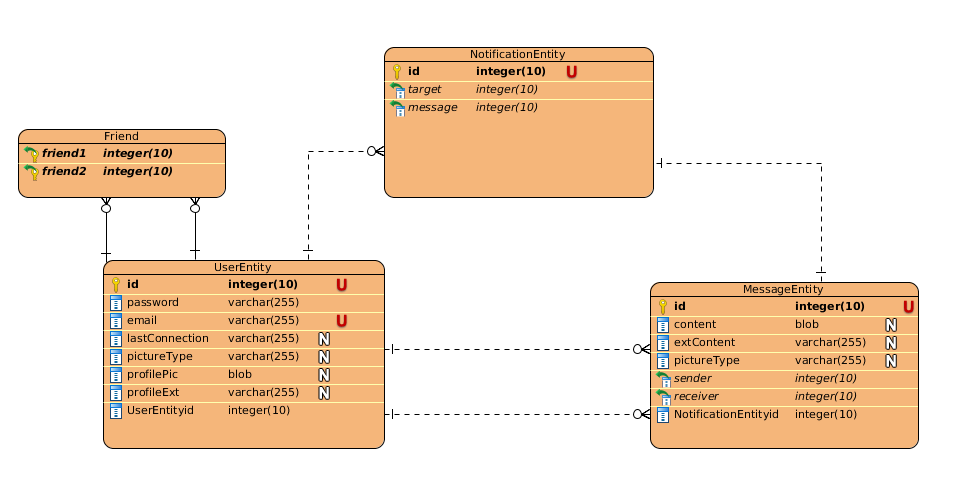 NotificationEntity
id integer(10) U
target integer(10)
message integer(10)
Friend
friend1 integer(10)
friend2 integer(10)
UserEntity
id integer(10) U
password varchar(255)
email varchar(255) U
lastConnection varchar(255) N
pictureType varchar(255) N
profilePic blob N
profileExt varchar(255) N
UserEntityid integer(10)
MessageEntity
id integer(10) U
content blob N
extContent varchar(255) N
pictureType varchar(255) N
sender integer(10)
receiver integer(10)
NotificationEntityid integer(10)